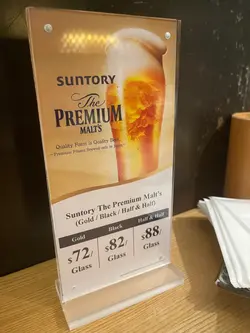 SUNTORY
The
PREMIUM
MALT'S
Suntory The Premium Malt's
(Gold / Black / Half & Half)
Gold Black Half & Half
$72/ $82/ $88/
Glass Glass Glass